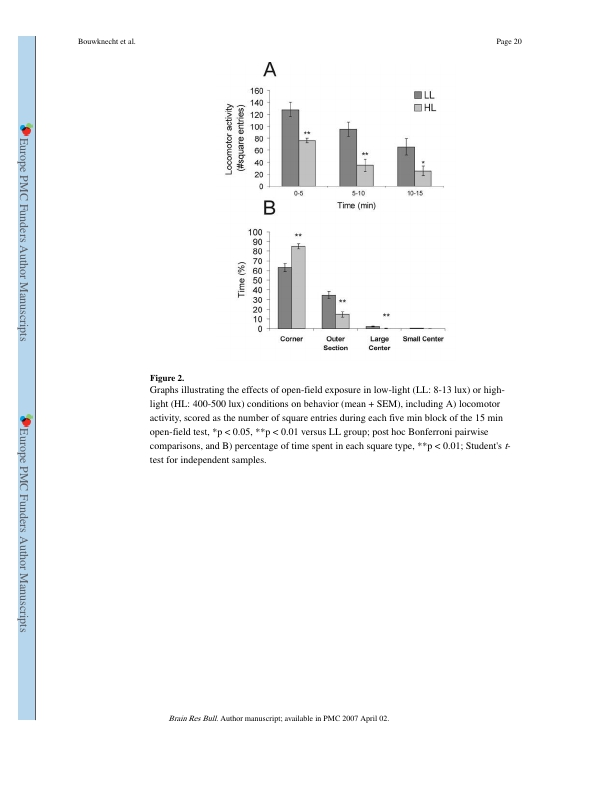 Bouwknecht et al.
Page 20
Europe PMC Funders Author Manuscripts
Europe PMC Funders Author Manuscripts
A
160
140
120
100
80
60
40
20
0
Locomotor activity
(#square entries)
LL
HL
**
**
*
0-5
5-10
10-15
Time (min)
B
100
90
80
70
60
50
40
30
20
10
0
Time (%)
**
**
**
Corner
Outer
Section
Large
Center
Small Center
Figure 2.
Graphs illustrating the effects of open-field exposure in low-light (LL: 8-13 lux) or high-
light (HL: 400-500 lux) conditions on behavior (mean + SEM), including A) locomotor
activity, scored as the number of square entries during each five min block of the 15 min
open-field test, *p < 0.05, **p < 0.01 versus LL group; post hoc Bonferroni pairwise
comparisons, and B) percentage of time spent in each square type, **p < 0.01; Student's t-
test for independent samples.
Brain Res Bull. Author manuscript; available in PMC 2007 April 02.